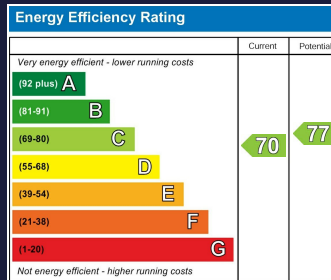 Energy Efficiency Rating
Current Potential
Very energy efficient - lower running costs
(92 plus) A
(81-91) B
(69-80) C
70 77
(55-68) D
(39-54) E
(21-38) F
(1-20) G
Not energy efficient - higher running costs